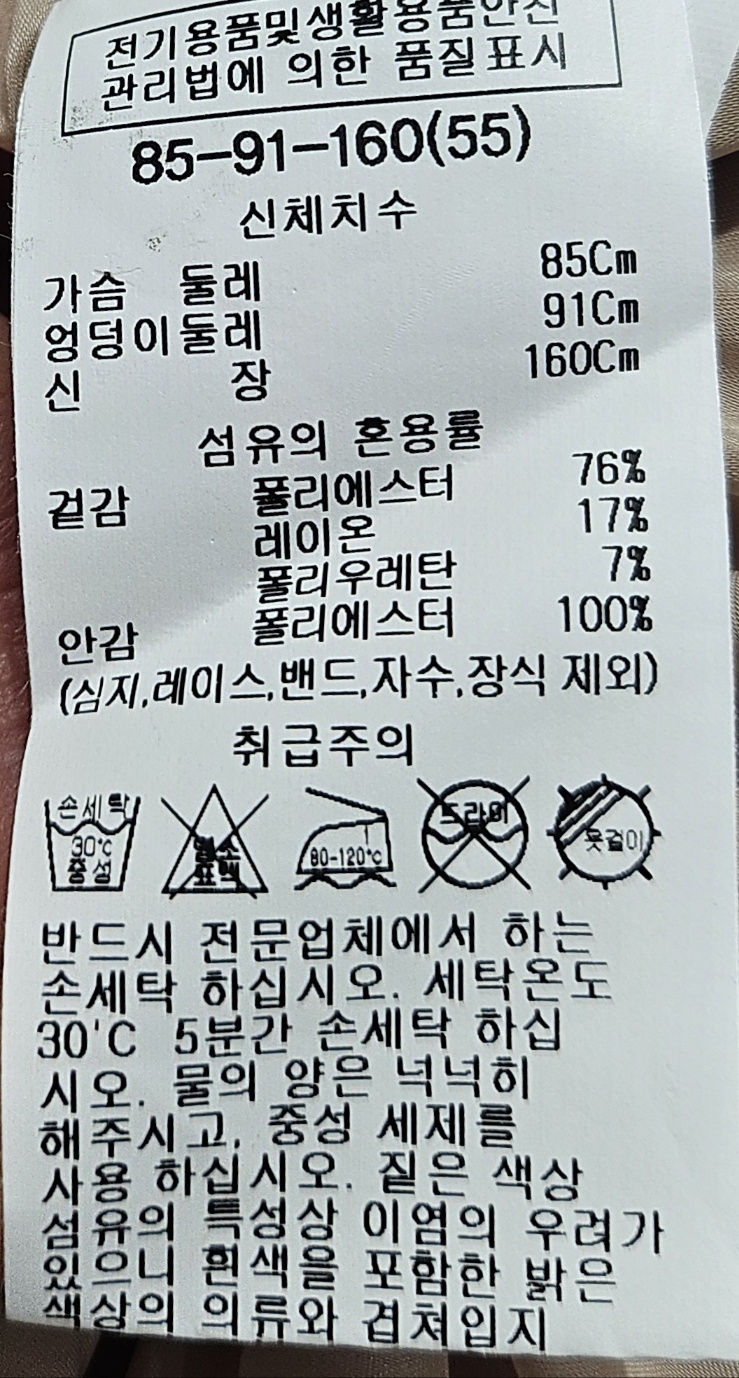 전기용품및생활용품안전
관리법에 의한 품질표시
85-91-160(55)
신체치수
가슴 둘레 85Cm
엉덩이둘레 91Cm
신 장 160Cm
섬유의 혼용률
겉감 폴리에스터 76%
레이온 17%
폴리우레탄 7%
안감 폴리에스터 100%
(심지,레이스,밴드,자수,장식 제외)
취급주의
손세탁 30°C 중성
염소 표백
80-120°C
드라이
옷걸이
반드시 전문업체에서 하는
손세탁 하십시오. 세탁온도
30'C 5분간 손세탁 하십
시오. 물의 양은 넉넉히
해주시고, 중성 세제를
사용 하십시오. 짙은 색상
섬유의 특성상 이염의 우려가
있으니 흰색을 포함한 밝은
색상의 의류와 겹쳐입지